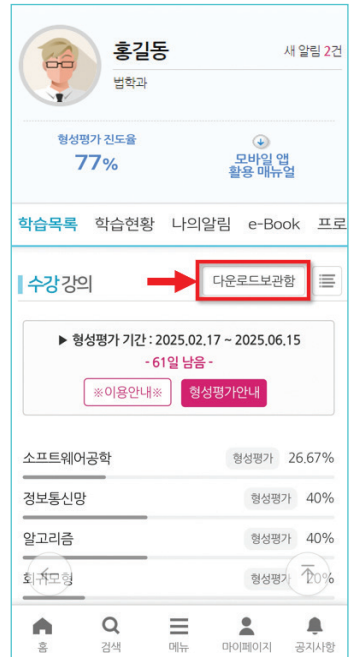 홍길동
새 알림 2건
법학과
형성평가 진도율
77%
모바일 앱
활용 매뉴얼
학습목록 학습현황 나의알림 e-Book 프로
수강 강의
다운로드보관함
▶ 형성평가 기간 : 2025.02.17 ~ 2025.06.15
- 61일 남음 -
※이용안내※ 형성평가안내
소프트웨어공학 형성평가 26.67%
정보통신망 형성평가 40%
알고리즘 형성평가 40%
회귀모형 형성평가
홈 검색 메뉴 마이페이지 공지사항